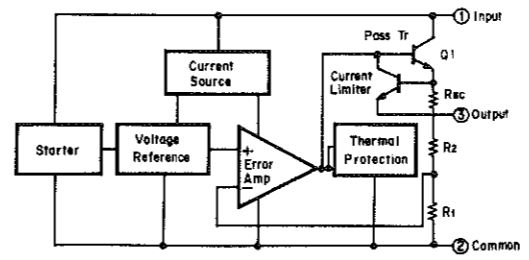 ① Input
Pass Tr
Q1
Current
Source
Current
Limiter
RSC
③ Output
Starter
Voltage
Reference
+
Error
Amp
−
Thermal
Protection
R2
R1
② Common